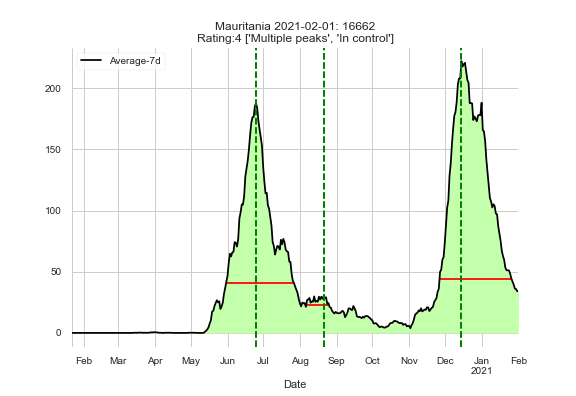 Mauritania 2021-02-01: 16662
Rating:4 ['Multiple peaks', 'In control']
Average-7d
200
150
100
50
0
Feb Mar Apr May Jun Jul Aug Sep Oct Nov Dec Jan Feb
2021
Date